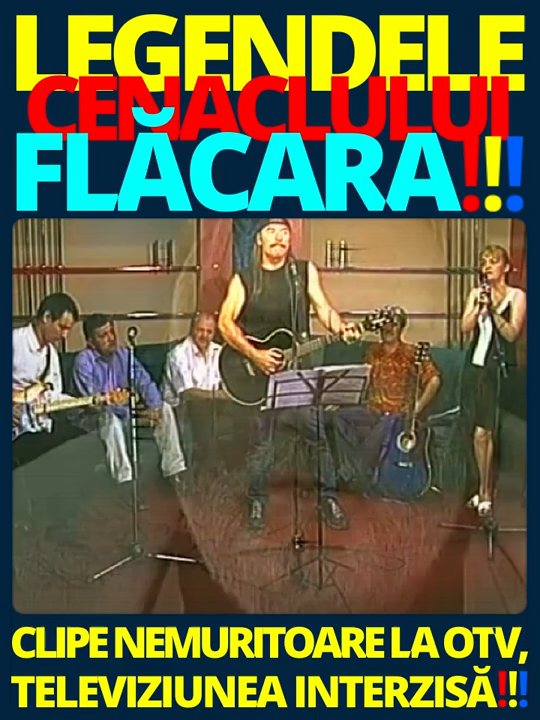 LEGENDELE
CENACLULUI
FLĂCARA!!!
CLIPE NEMURITOARE LA OTV,
TELEVIZIUNEA INTERZISĂ!!!